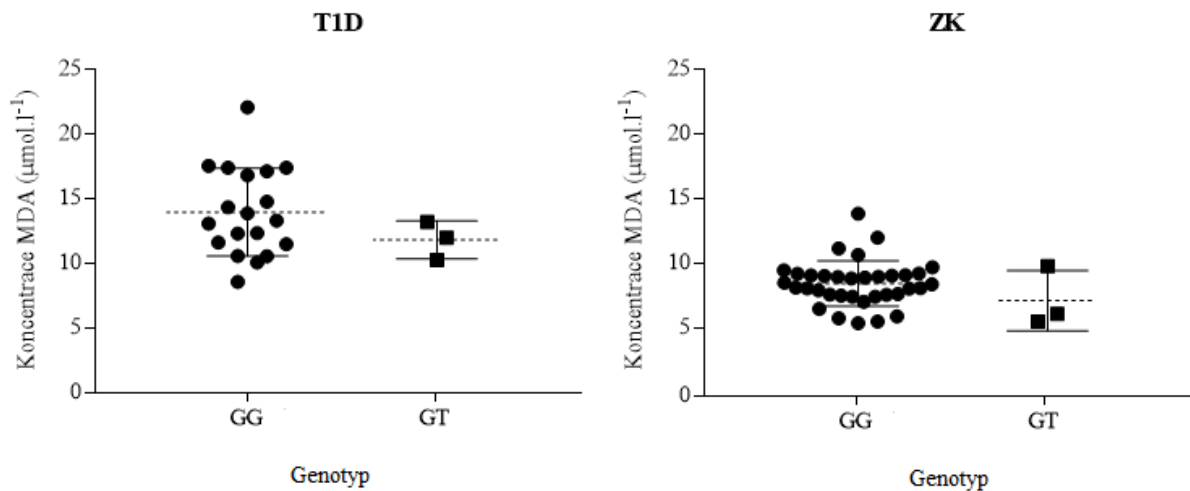 T1D
Koncentrace MDA (μmol.l⁻¹)
25
20
15
10
5
0
GG
GT
Genotyp
ZK
Koncentrace MDA (μmol.l⁻¹)
25
20
15
10
5
0
GG
GT
Genotyp